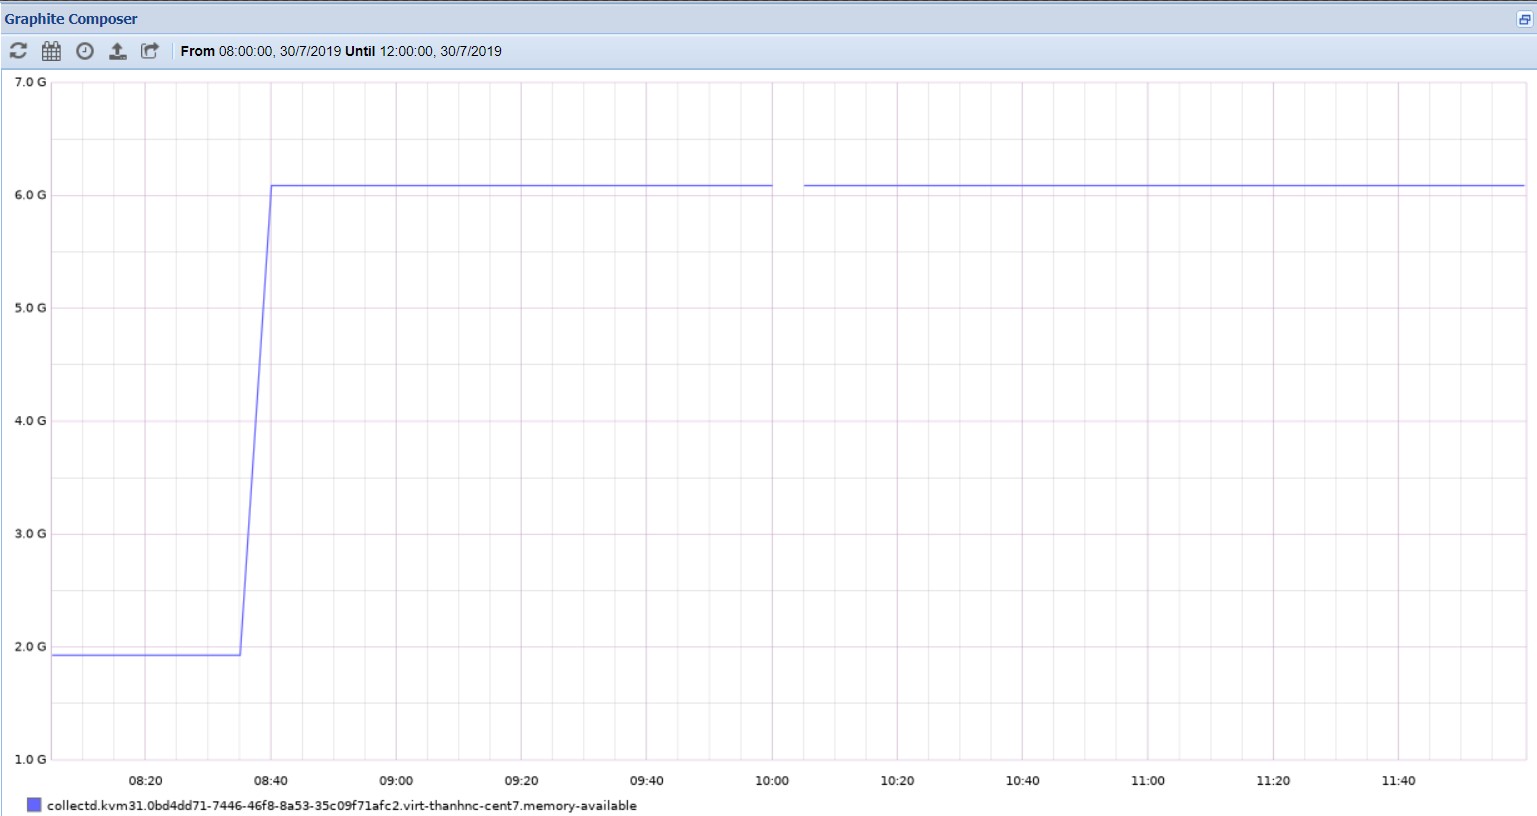 Graphite Composer
From 08:00:00, 30/7/2019 Until 12:00:00, 30/7/2019
7.0 G
6.0 G
5.0 G
4.0 G
3.0 G
2.0 G
1.0 G
08:20 08:40 09:00 09:20 09:40 10:00 10:20 10:40 11:00 11:20 11:40
collectd.kvm31.0bd4dd71-7446-46f8-8a53-35c09f71afc2.virt-thanhnc-cent7.memory-available